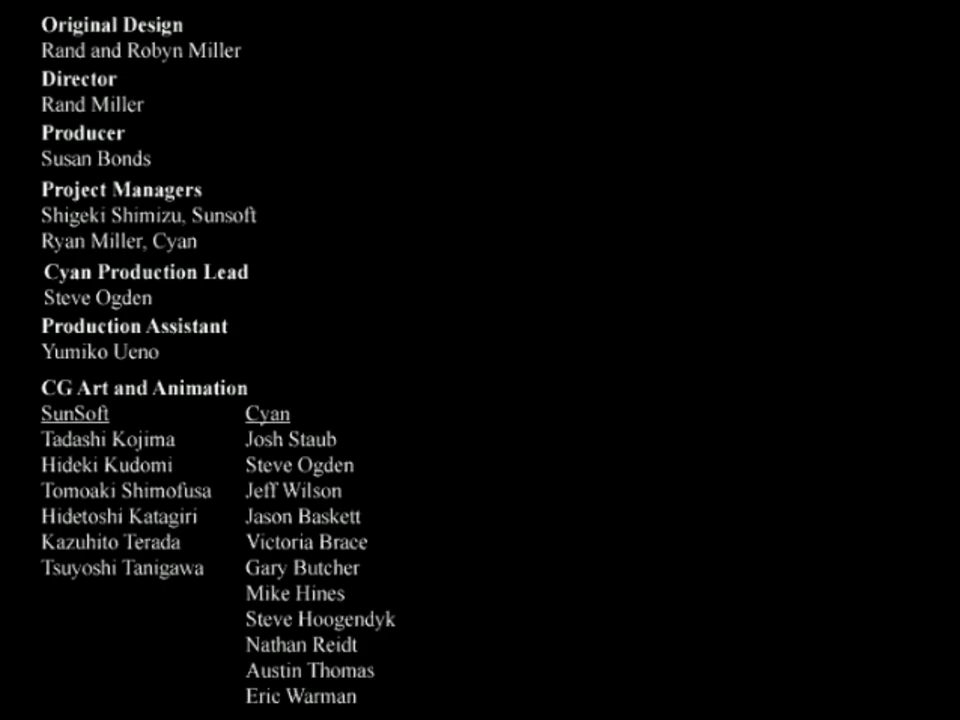 Original Design
Rand and Robyn Miller
Director
Rand Miller
Producer
Susan Bonds
Project Managers
Shigeki Shimizu, Sunsoft
Ryan Miller, Cyan
Cyan Production Lead
Steve Ogden
Production Assistant
Yumiko Ueno
CG Art and Animation
SunSoft
Tadashi Kojima
Hideki Kudomi
Tomoaki Shimofusa
Hidetoshi Katagiri
Kazuhito Terada
Tsuyoshi Tanigawa
Cyan
Josh Staub
Steve Ogden
Jeff Wilson
Jason Baskett
Victoria Brace
Gary Butcher
Mike Hines
Steve Hoogendyk
Nathan Reidt
Austin Thomas
Eric Warman